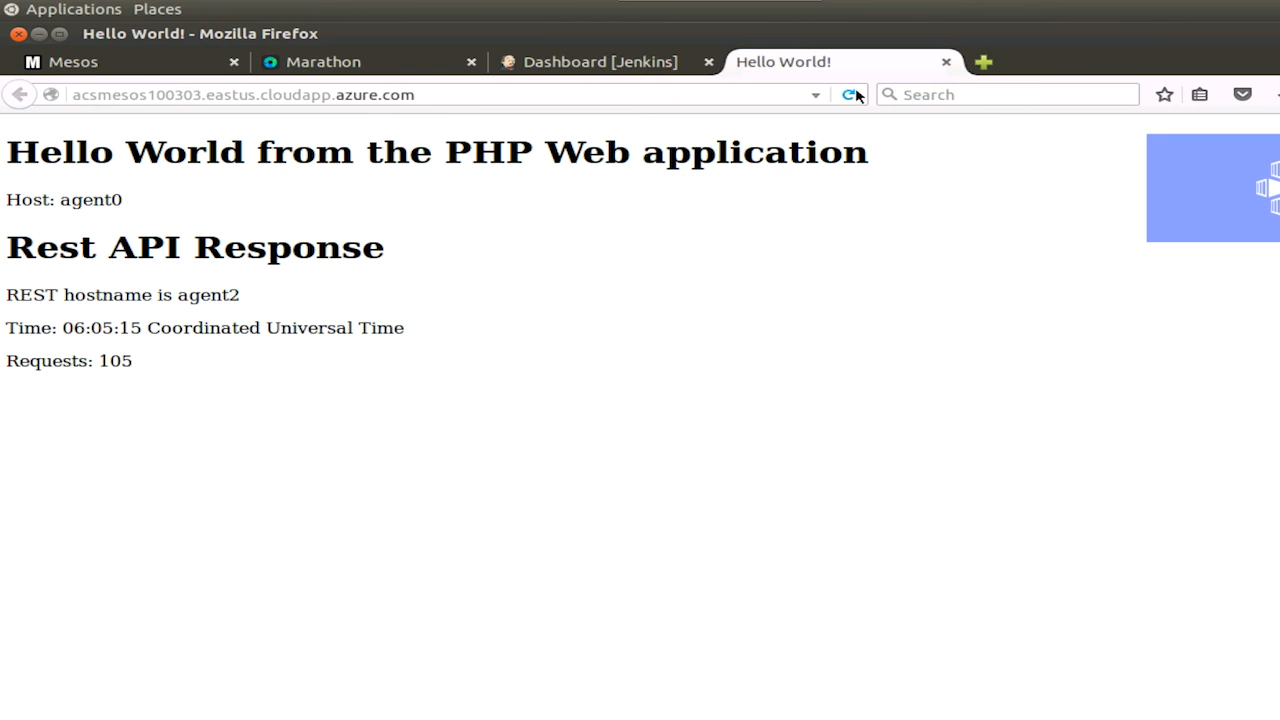 Applications Places
Hello World! - Mozilla Firefox
M Mesos Marathon Dashboard [Jenkins] Hello World!
acsmesos100303.eastus.cloudapp.azure.com Search
Hello World from the PHP Web application
Host: agent0
Rest API Response
REST hostname is agent2
Time: 06:05:15 Coordinated Universal Time
Requests: 105